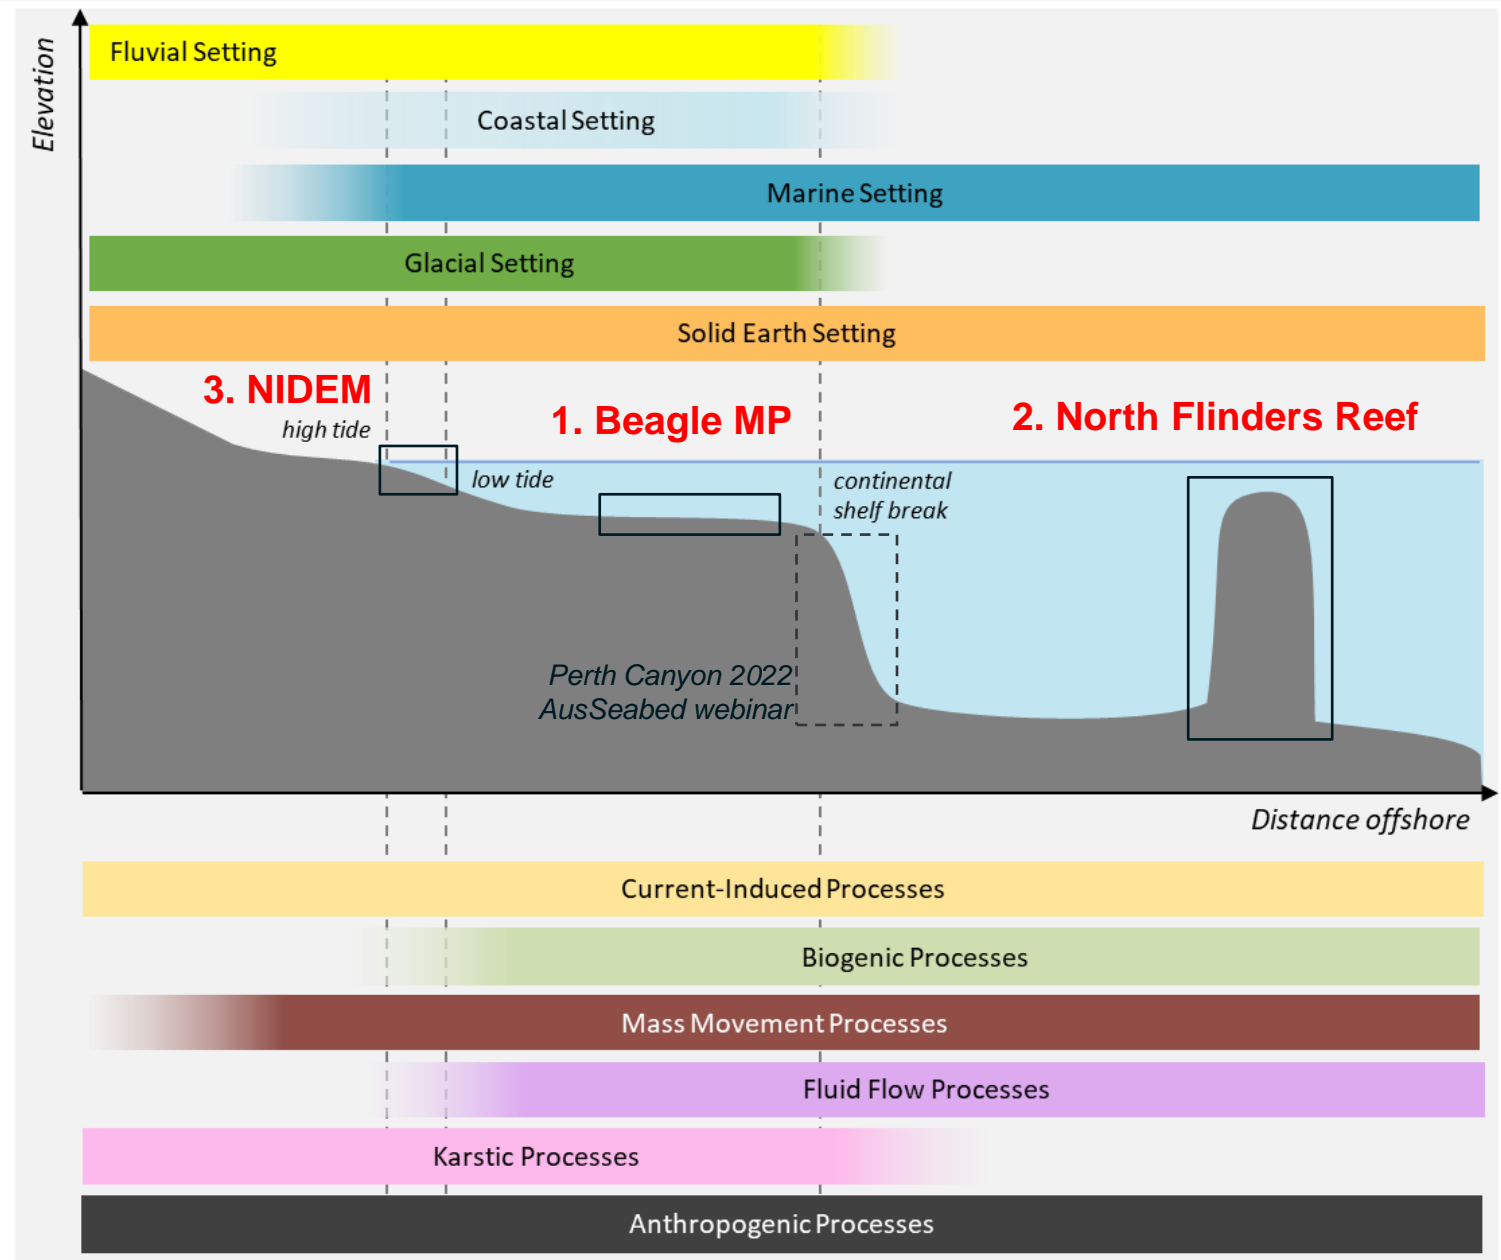 Elevation
Fluvial Setting
Coastal Setting
Marine Setting
Glacial Setting
Solid Earth Setting
3. NIDEM
1. Beagle MP
2. North Flinders Reef
high tide
low tide
continental
shelf break
Perth Canyon 2022
AusSeabed webinar
Distance offshore
Current-Induced Processes
Biogenic Processes
Mass Movement Processes
Fluid Flow Processes
Karstic Processes
Anthropogenic Processes